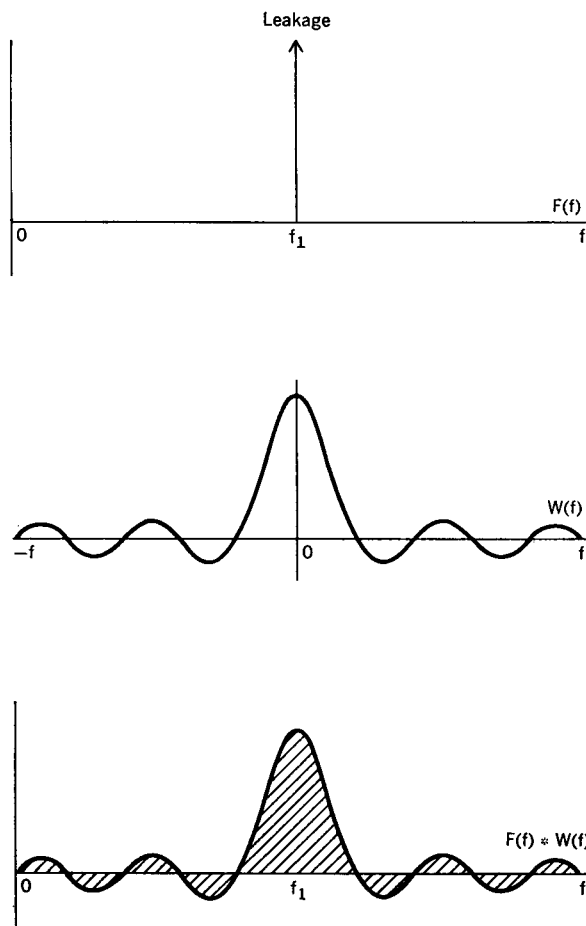 Leakage
F(f)
0 f₁ f
W(f)
−f 0 f
F(f) * W(f)
0 f₁ f